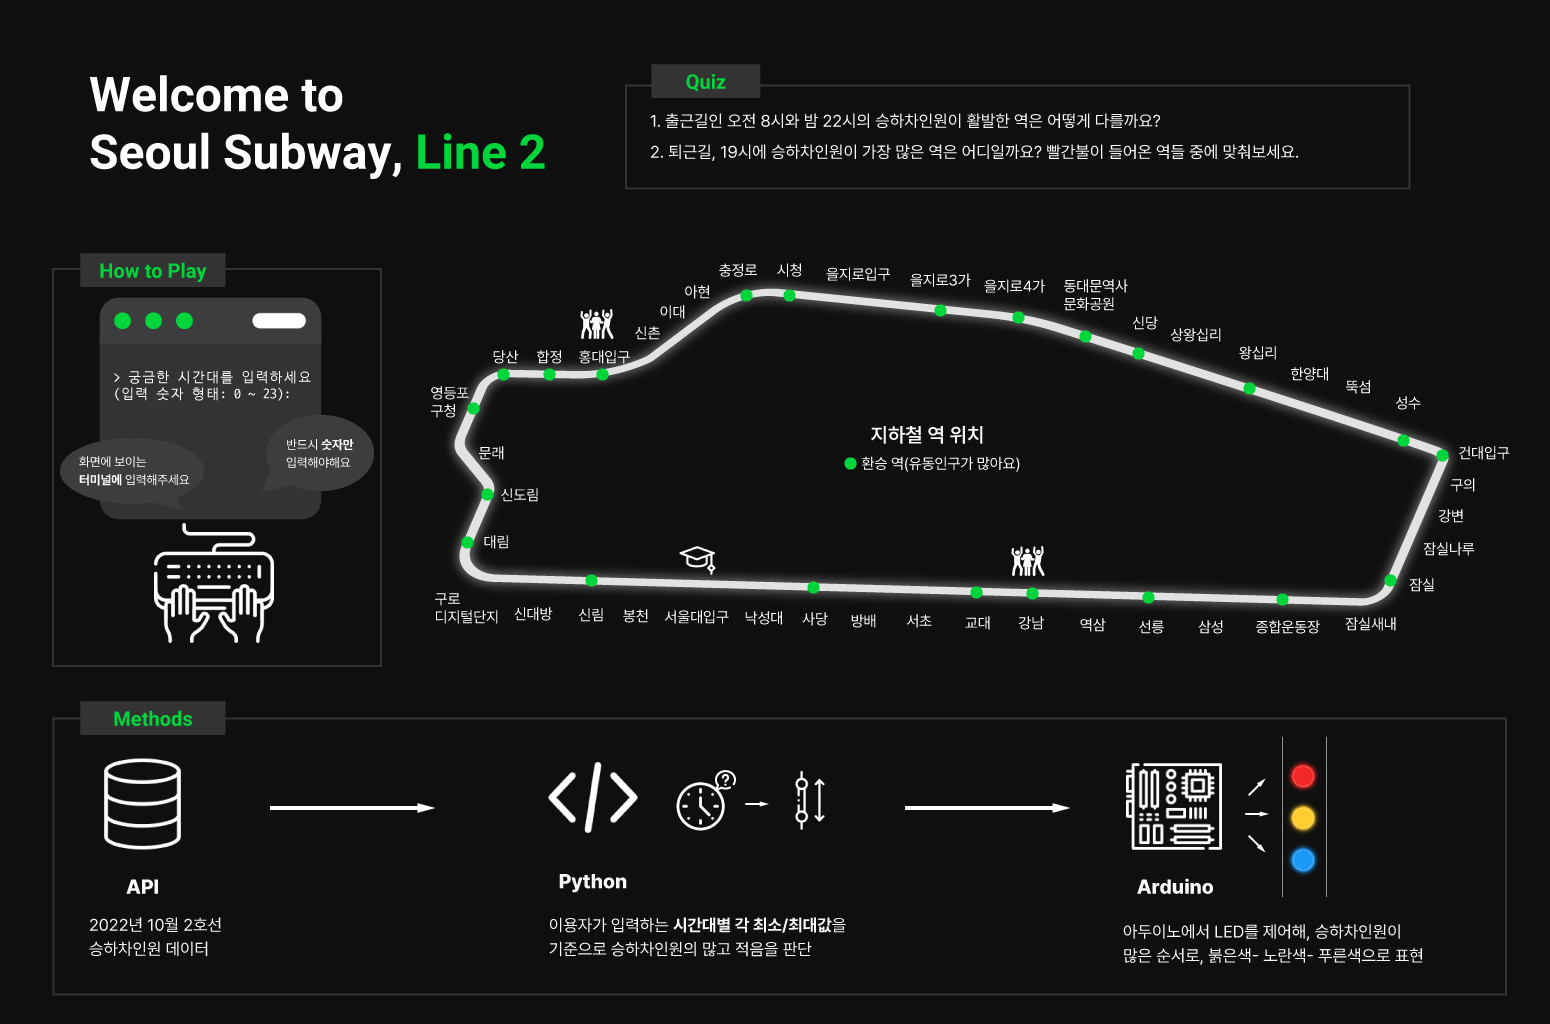 Welcome to
Seoul Subway, Line 2
Quiz
1. 출근길인 오전 8시와 밤 22시의 승하차인원이 활발한 역은 어떻게 다를까요?
2. 퇴근길, 19시에 승하차인원이 가장 많은 역은 어디일까요? 빨간불이 들어온 역들 중에 맞춰보세요.
How to Play
> 궁금한 시간대를 입력하세요
(입력 숫자 형태: 0 ~ 23):
반드시 숫자만
입력해야해요
화면에 보이는
터미널에 입력해주세요
충정로
시청
을지로입구
을지로3가
을지로4가
동대문역사
문화공원
신당
상왕십리
왕십리
한양대
뚝섬
성수
건대입구
구의
강변
잠실나루
잠실
잠실새내
종합운동장
삼성
선릉
역삼
강남
교대
서초
방배
사당
낙성대
서울대입구
봉천
신림
신대방
구로
디지털단지
대림
신도림
문래
영등포
구청
당산
합정
홍대입구
신촌
이대
아현
지하철 역 위치
환승 역(유동인구가 많아요)
Methods
API
2022년 10월 2호선
승하차인원 데이터
?
Python
이용자가 입력하는 시간대별 각 최소/최대값을
기준으로 승하차인원의 많고 적음을 판단
Arduino
아두이노에서 LED를 제어해, 승하차인원이
많은 순서로, 붉은색- 노란색- 푸른색으로 표현